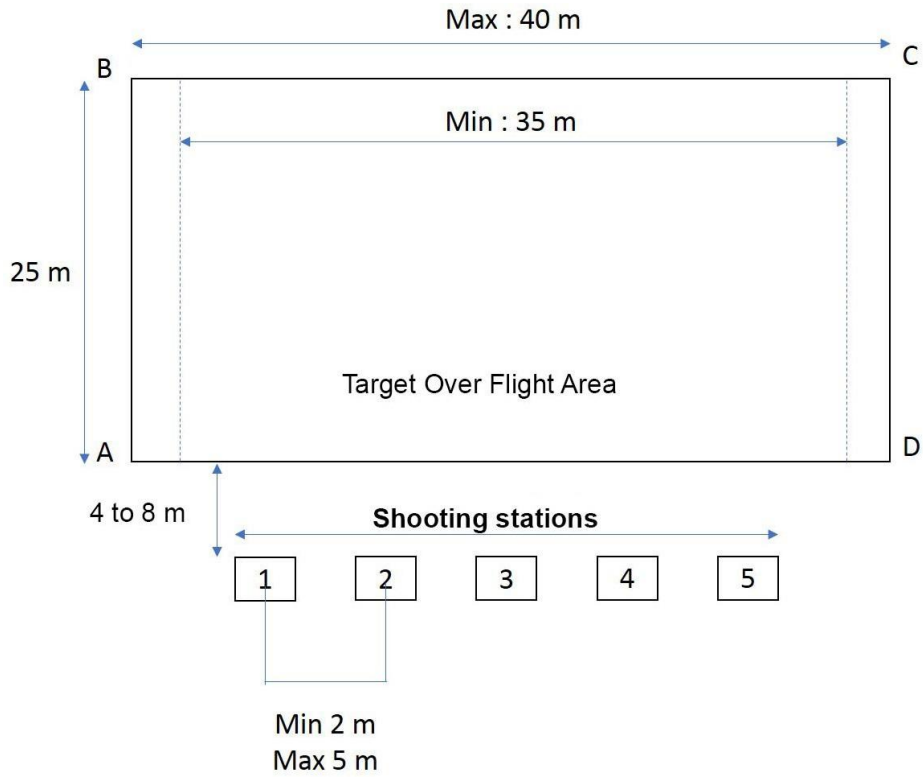 Max : 40 m
B
C
Min : 35 m
25 m
Target Over Flight Area
A
D
4 to 8 m
Shooting stations
1 2 3 4 5
Min 2 m
Max 5 m